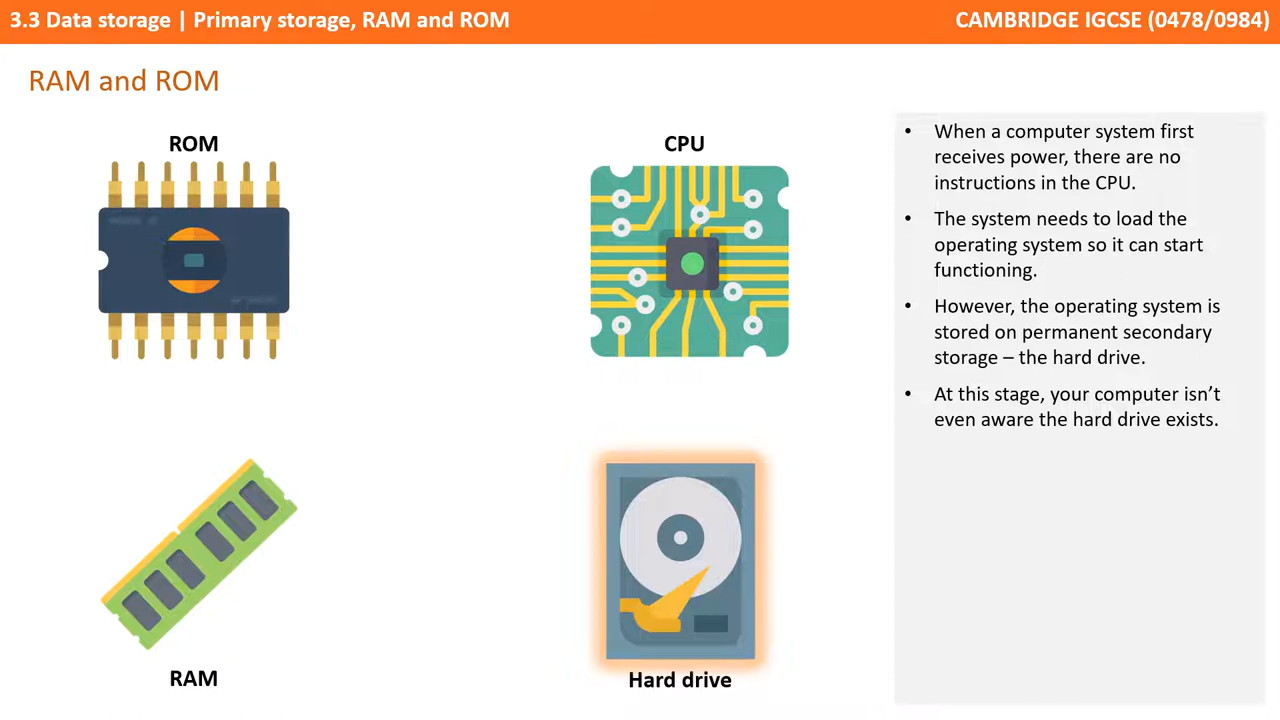 3.3 Data storage | Primary storage, RAM and ROM
CAMBRIDGE IGCSE (0478/0984)
RAM and ROM
ROM
CPU
RAM
Hard drive
• When a computer system first
receives power, there are no
instructions in the CPU.
• The system needs to load the
operating system so it can start
functioning.
• However, the operating system is
stored on permanent secondary
storage – the hard drive.
• At this stage, your computer isn’t
even aware the hard drive exists.